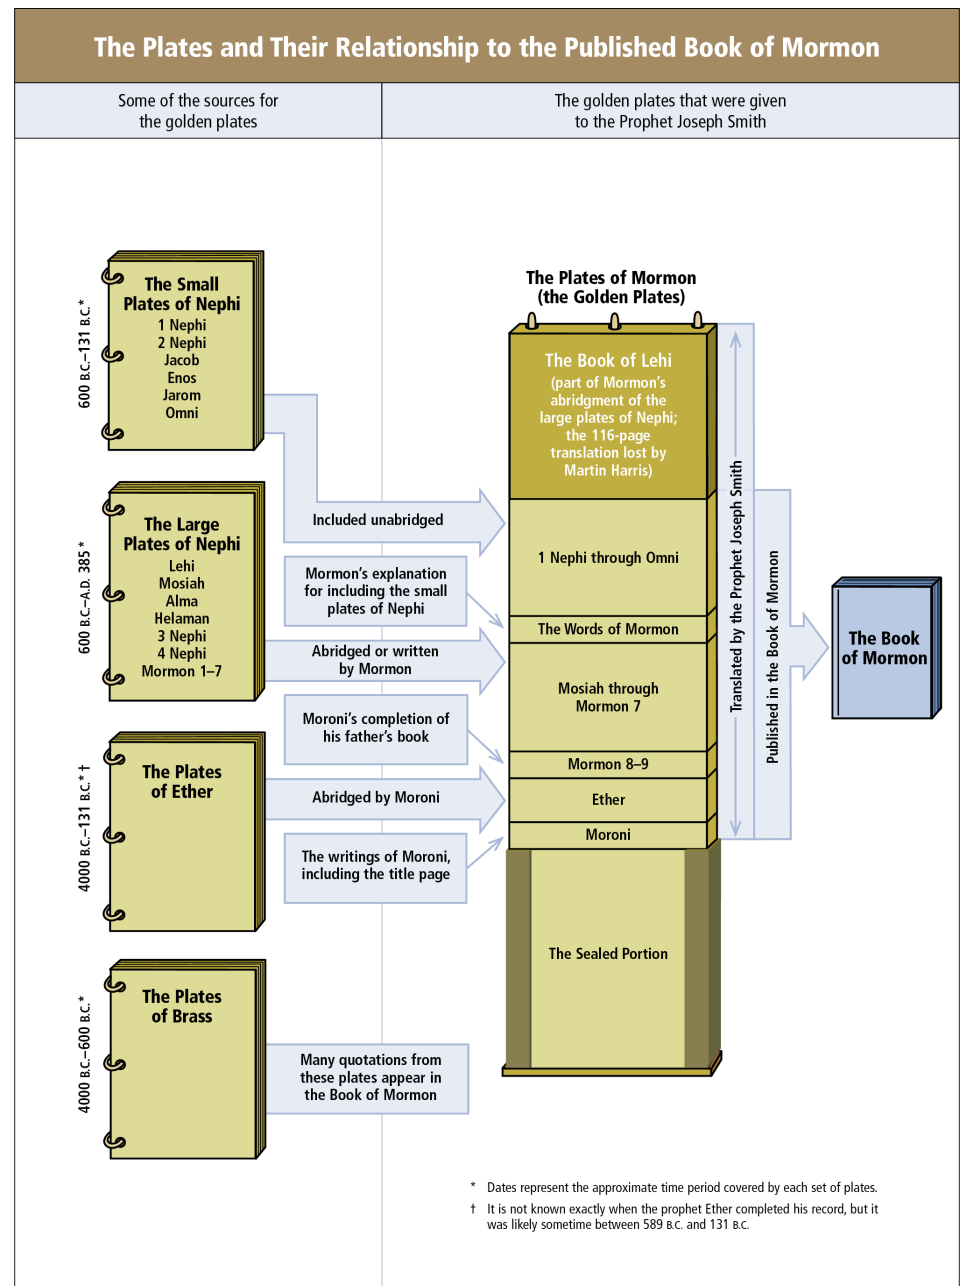 The Plates and Their Relationship to the Published Book of Mormon
Some of the sources for
the golden plates
The golden plates that were given
to the Prophet Joseph Smith
600 B.C.–131 B.C.*
The Small
Plates of Nephi
1 Nephi
2 Nephi
Jacob
Enos
Jarom
Omni
600 B.C.–A.D. 385 *
The Large
Plates of Nephi
Lehi
Mosiah
Alma
Helaman
3 Nephi
4 Nephi
Mormon 1–7
4000 B.C.–131 B.C.* †
The Plates
of Ether
4000 B.C.–600 B.C.*
The Plates
of Brass
Included unabridged
Mormon's explanation
for including the small
plates of Nephi
Abridged or written
by Mormon
Moroni's completion of
his father's book
Abridged by Moroni
The writings of Moroni,
including the title page
Many quotations from
these plates appear in
the Book of Mormon
The Plates of Mormon
(the Golden Plates)
The Book of Lehi
(part of Mormon's
abridgment of the
large plates of Nephi;
the 116-page
translation lost by
Martin Harris)
1 Nephi through Omni
The Words of Mormon
Mosiah through
Mormon 7
Mormon 8–9
Ether
Moroni
The Sealed Portion
Translated by the Prophet Joseph Smith
Published in the Book of Mormon
The Book
of Mormon
* Dates represent the approximate time period covered by each set of plates.
† It is not known exactly when the prophet Ether completed his record, but it
was likely sometime between 589 B.C. and 131 B.C.